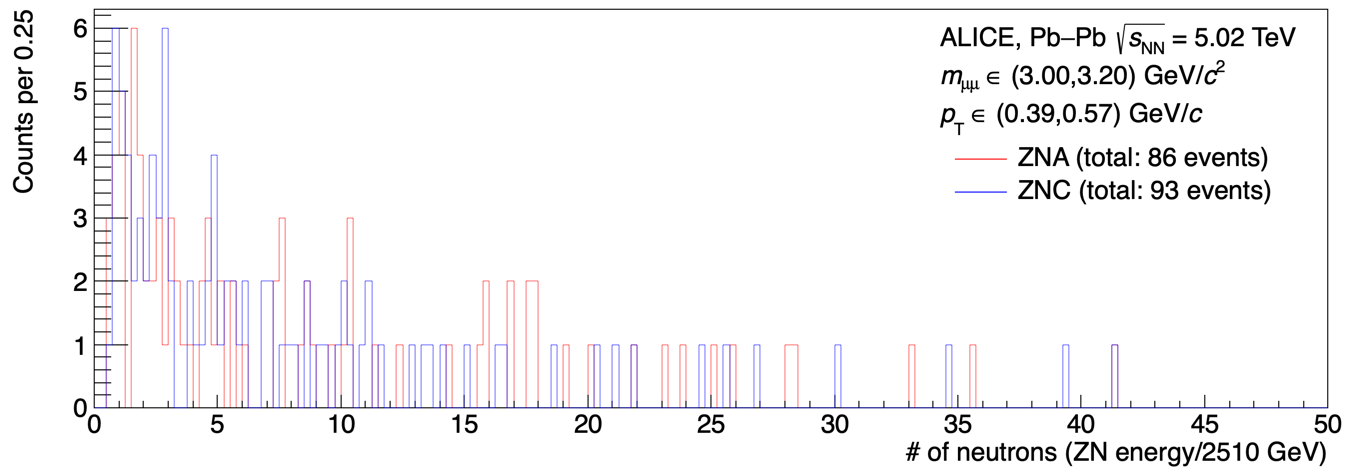 Counts per 0.25
6
5
4
3
2
1
0
ALICE, Pb–Pb √sNN = 5.02 TeV
mμμ ∈ (3.00,3.20) GeV/c2
pT ∈ (0.39,0.57) GeV/c
ZNA (total: 86 events)
ZNC (total: 93 events)
0 5 10 15 20 25 30 35 40 45 50
# of neutrons (ZN energy/2510 GeV)